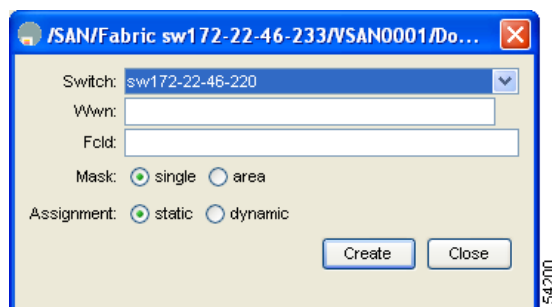 /SAN/Fabric sw172-22-46-233/VSAN0001/Do...
Switch: sw172-22-46-220
Wwn:
FcId:
Mask: single area
Assignment: static dynamic
Create Close
54200